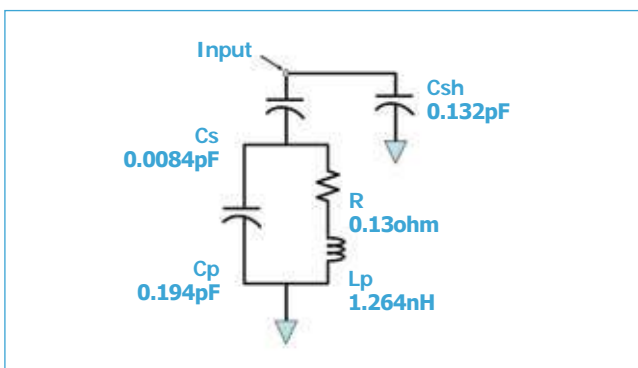 Input
Csh
0.132pF
Cs
0.0084pF
R
0.13ohm
Cp
0.194pF
Lp
1.264nH